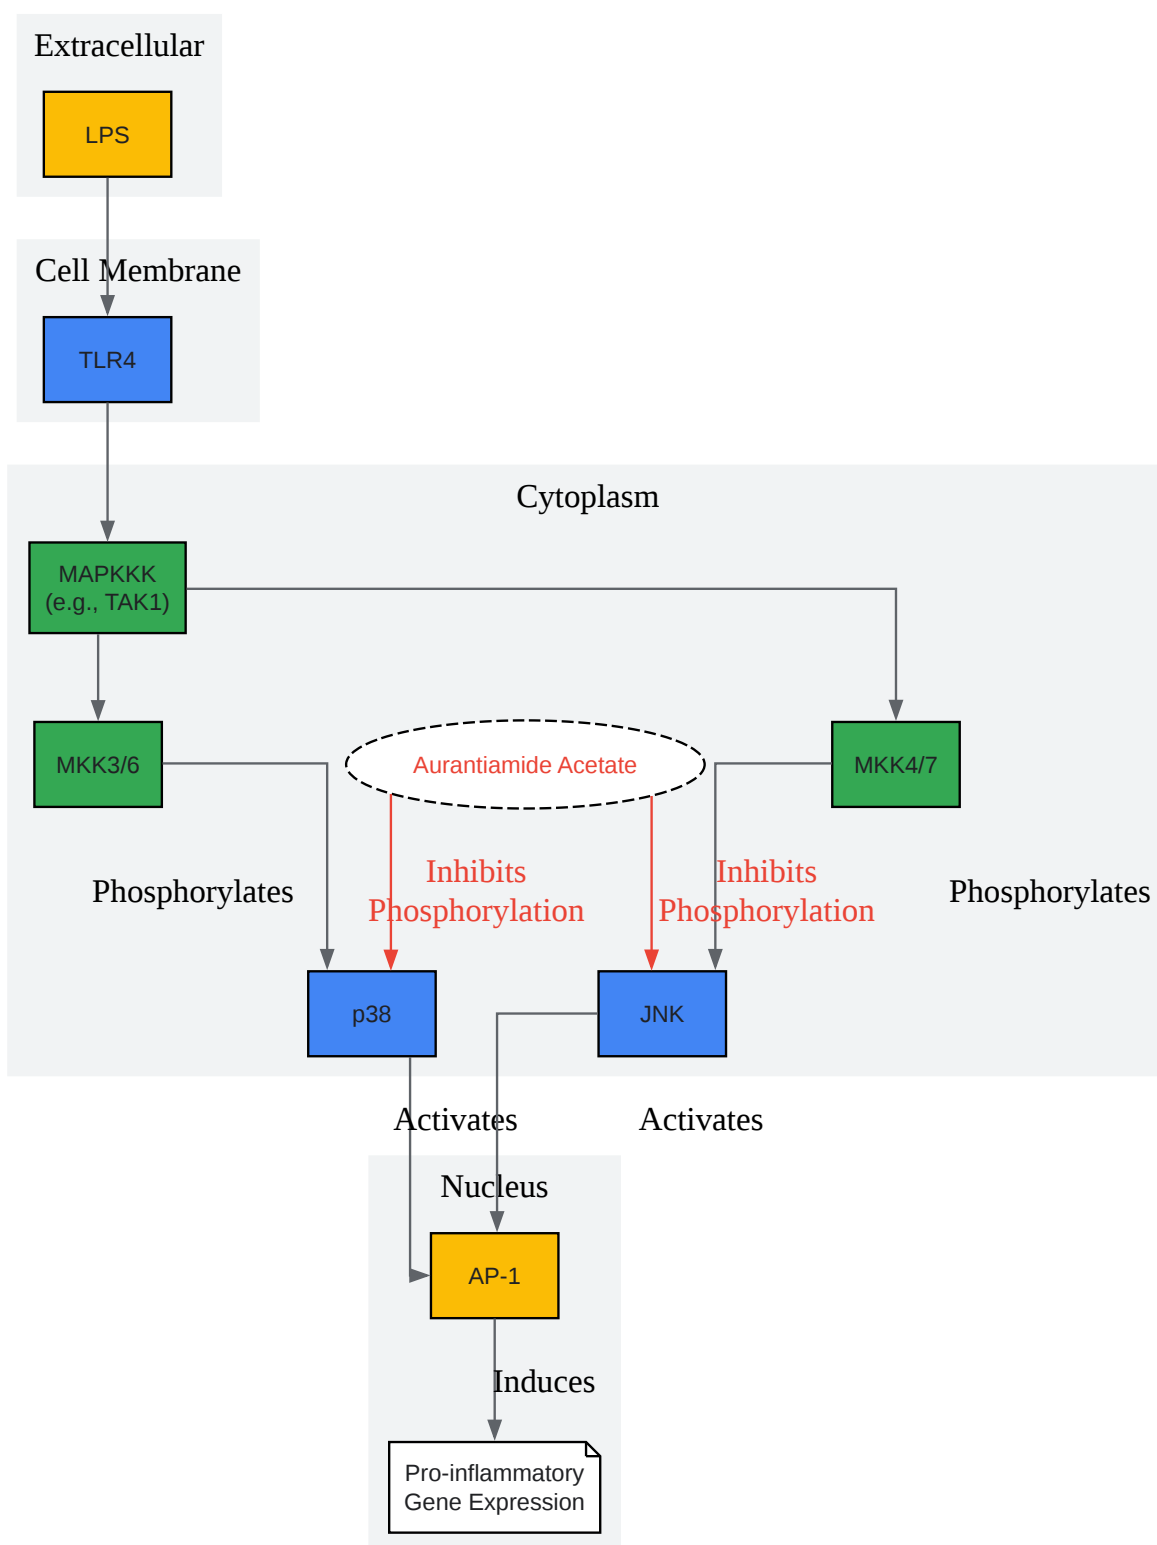 Extracellular
LPS
Cell Membrane
TLR4
Cytoplasm
MAPKKK
(e.g., TAK1)
MKK3/6
Aurantiamide Acetate
MKK4/7
Phosphorylates
Inhibits
Phosphorylation
Inhibits
Phosphorylation
Phosphorylates
p38
JNK
Activates
Activates
Nucleus
AP-1
Induces
Pro-inflammatory
Gene Expression